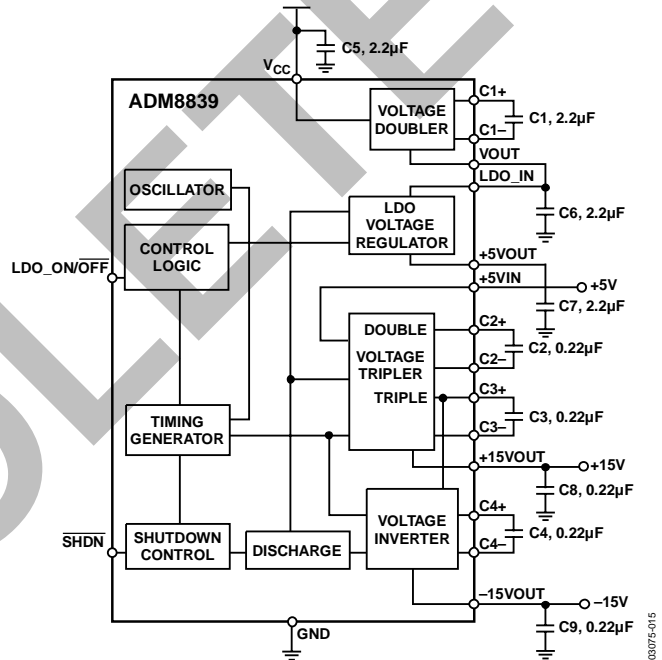 C5, 2.2µF
VCC
ADM8839
VOLTAGE
DOUBLER
C1+
C1–
C1, 2.2µF
VOUT
LDO_IN
OSCILLATOR
LDO
VOLTAGE
REGULATOR
C6, 2.2µF
CONTROL
LOGIC
LDO_ON/OFF
+5VOUT
+5VIN
+5V
C7, 2.2µF
DOUBLE
VOLTAGE
TRIPLER
TRIPLE
C2+
C2–
C2, 0.22µF
C3+
C3–
C3, 0.22µF
TIMING
GENERATOR
+15VOUT
+15V
C8, 0.22µF
SHDN
SHUTDOWN
CONTROL
DISCHARGE
VOLTAGE
INVERTER
C4+
C4–
C4, 0.22µF
–15VOUT
–15V
C9, 0.22µF
GND
03075-015
OLETE